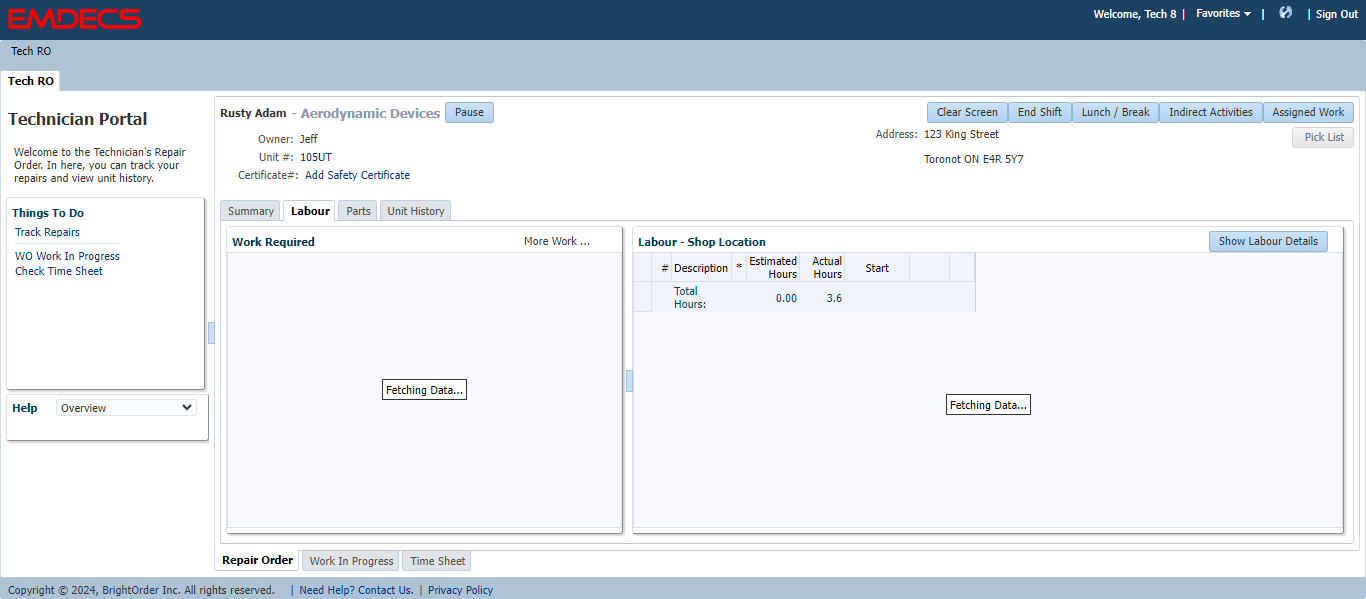 EMDECS
Welcome, Tech 8 | Favorites | | Sign Out
Tech RO
Tech RO
Technician Portal
Welcome to the Technician's Repair
Order. In here, you can track your
repairs and view unit history.
Things To Do
Track Repairs
WO Work In Progress
Check Time Sheet
Help Overview
Rusty Adam - Aerodynamic Devices Pause
Clear Screen End Shift Lunch / Break Indirect Activities Assigned Work
Owner: Jeff
Unit #: 105UT
Certificate#: Add Safety Certificate
Address: 123 King Street
Pick List
Toronot ON E4R 5Y7
Summary Labour Parts Unit History
Work Required More Work ...
Fetching Data...
Labour - Shop Location Show Labour Details
# Description * Estimated Hours Actual Hours Start
Total Hours: 0.00 3.6
Fetching Data...
Repair Order Work In Progress Time Sheet
Copyright © 2024, BrightOrder Inc. All rights reserved. | Need Help? Contact Us. | Privacy Policy